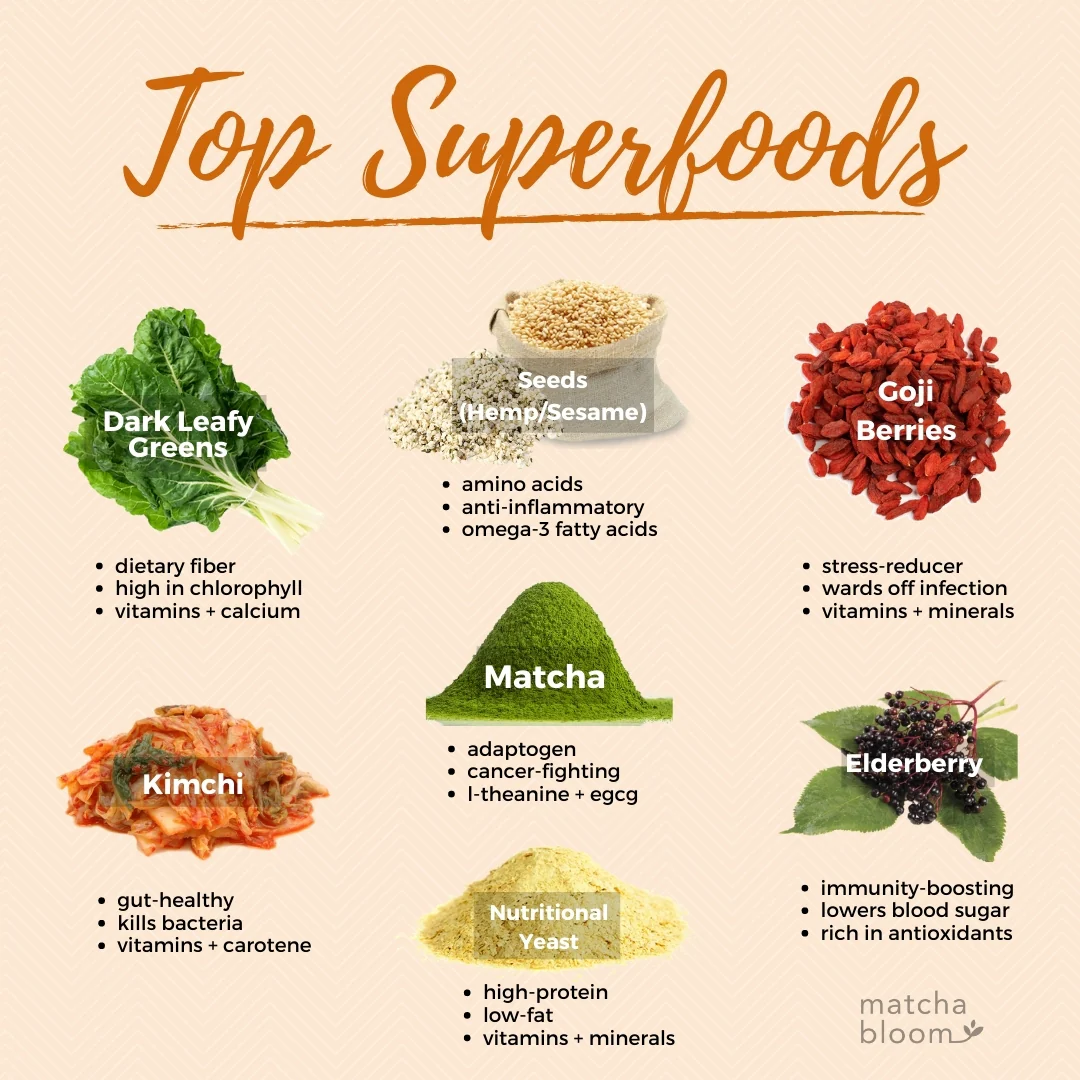 Top Superfoods
Dark Leafy
Greens
• dietary fiber
• high in chlorophyll
• vitamins + calcium
Seeds
(Hemp/Sesame)
• amino acids
• anti-inflammatory
• omega-3 fatty acids
Goji
Berries
• stress-reducer
• wards off infection
• vitamins + minerals
Matcha
• adaptogen
• cancer-fighting
• l-theanine + egcg
Kimchi
• gut-healthy
• kills bacteria
• vitamins + carotene
Elderberry
• immunity-boosting
• lowers blood sugar
• rich in antioxidants
Nutritional
Yeast
• high-protein
• low-fat
• vitamins + minerals
matcha
bloom